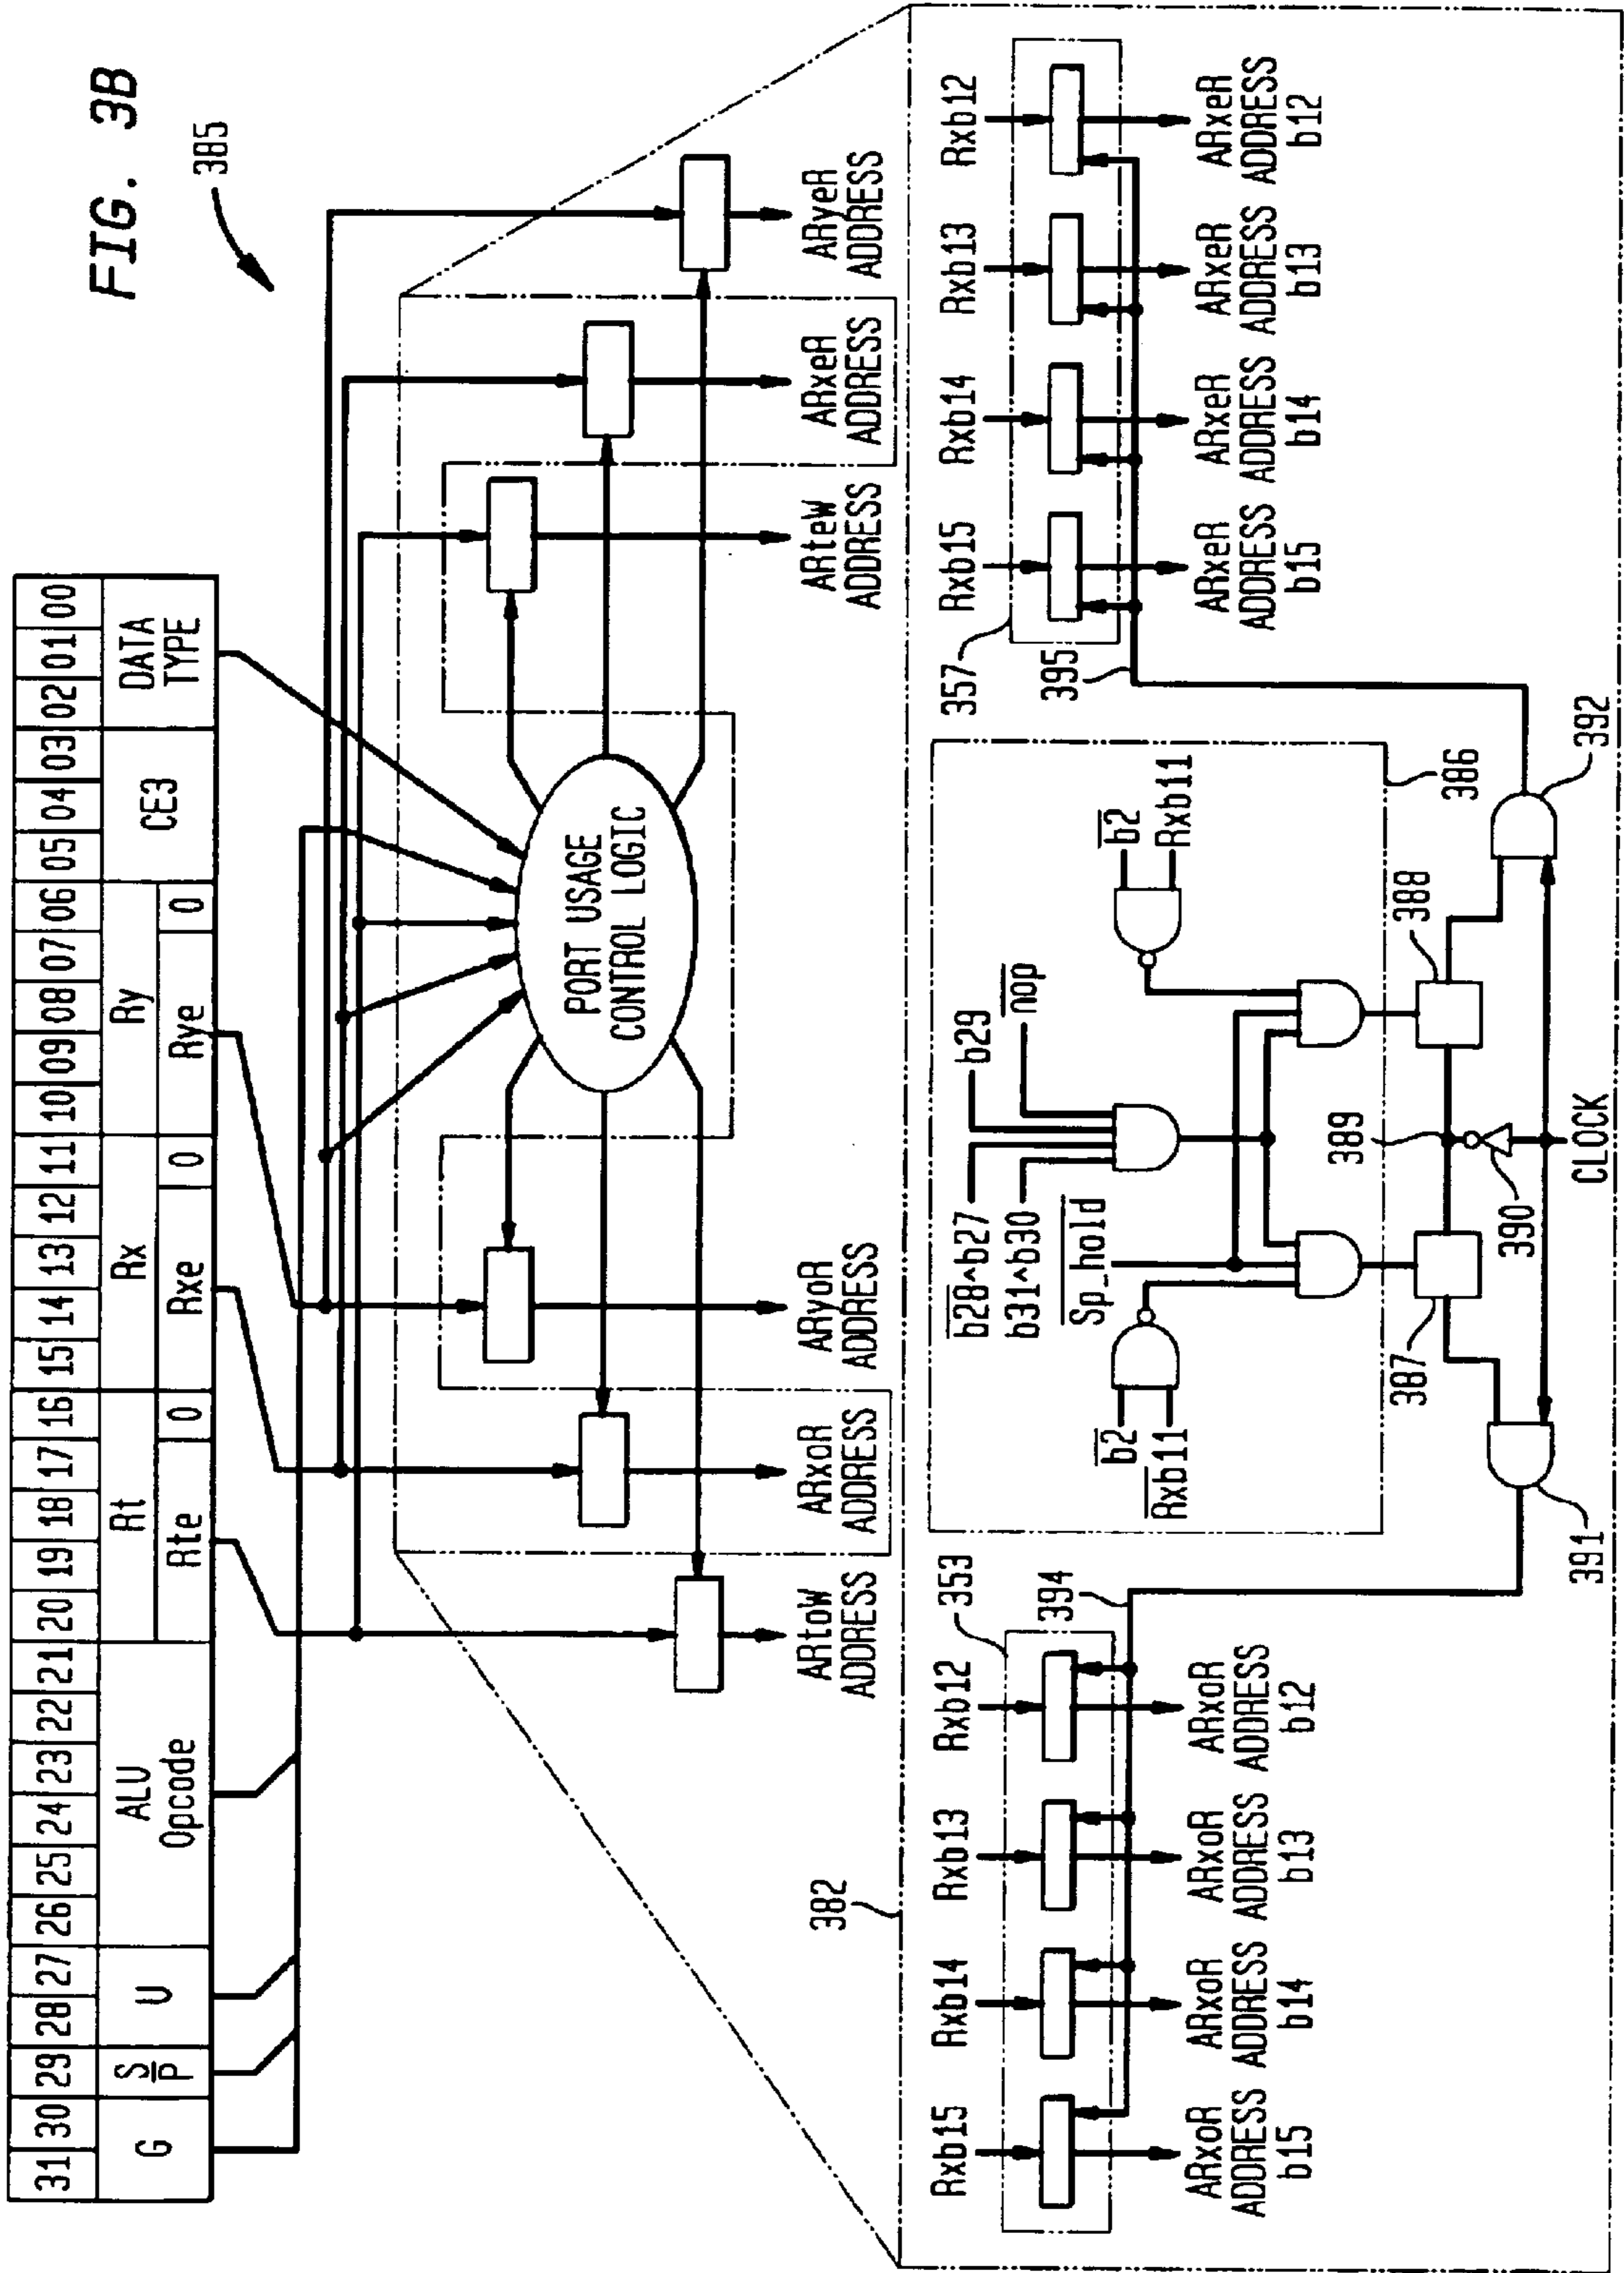 FIG. 3B
385
31 30 29 28 27 26 25 24 23 22 21 20 19 18 17 16 15 14 13 12 11 10 09 08 07 06 05 04 03 02 01 00
G S/P U ALU Opcode Rt Rx Ry CE3 DATA TYPE
Rte 0 Rxe 0 Rye 0
PORT USAGE
CONTROL LOGIC
ARtoW
ADDRESS
ARxoR
ADDRESS
ARyoR
ADDRESS
ARteW
ADDRESS
ARxeR
ADDRESS
ARyeR
ADDRESS
382
Rxb15 Rxb14 Rxb13 Rxb12
353
394
ARxoR ADDRESS b15
ARxoR ADDRESS b14
ARxoR ADDRESS b13
ARxoR ADDRESS b12
b29
n̅o̅p̅
b̅2̅8̅^b27
b31^b30
S̅p̅_̅h̅o̅l̅d̅
b̅2̅
R̅x̅b̅1̅1̅
b̅2̅
Rxb11
386
387
388
389
390
391
392
CLOCK
357
395
Rxb15 Rxb14 Rxb13 Rxb12
ARxeR ADDRESS b15
ARxeR ADDRESS b14
ARxeR ADDRESS b13
ARxeR ADDRESS b12